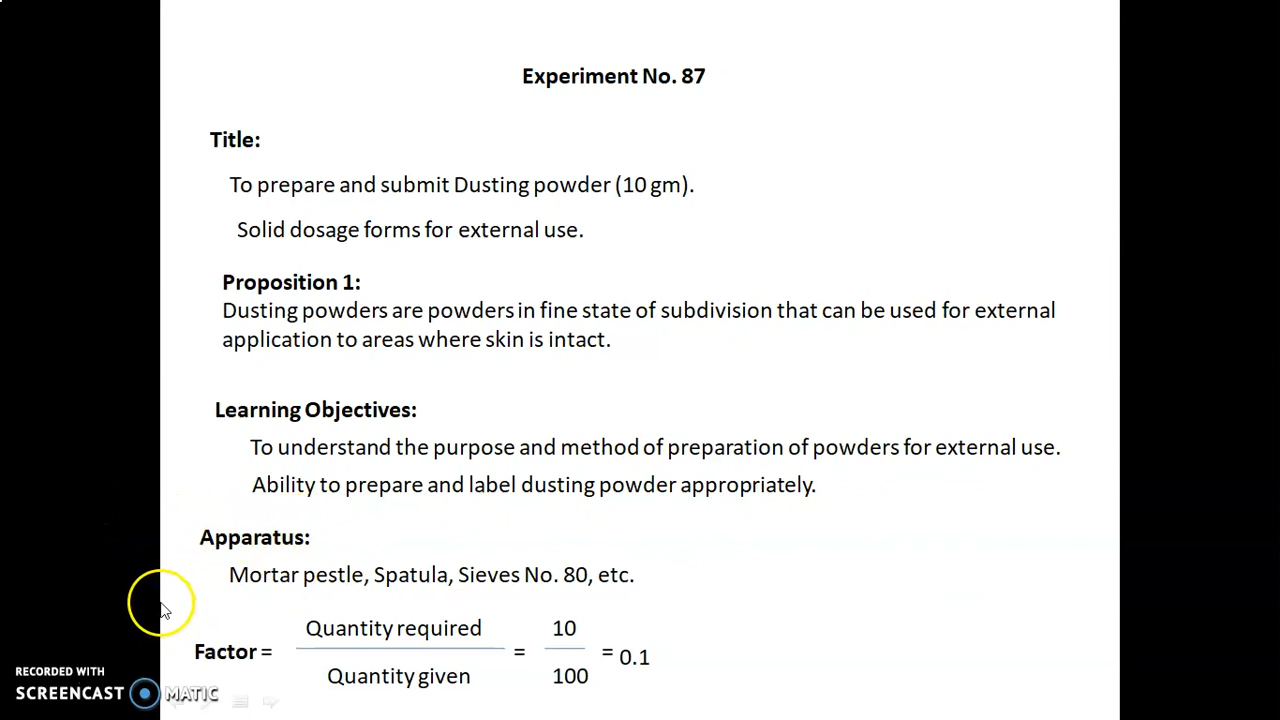 Experiment No. 87
Title:
To prepare and submit Dusting powder (10 gm).
Solid dosage forms for external use.
Proposition 1:
Dusting powders are powders in fine state of subdivision that can be used for external
application to areas where skin is intact.
Learning Objectives:
To understand the purpose and method of preparation of powders for external use.
Ability to prepare and label dusting powder appropriately.
Apparatus:
Mortar pestle, Spatula, Sieves No. 80, etc.
Quantity required 10
Factor = = = 0.1
Quantity given 100
RECORDED WITH
SCREENCAST MATIC